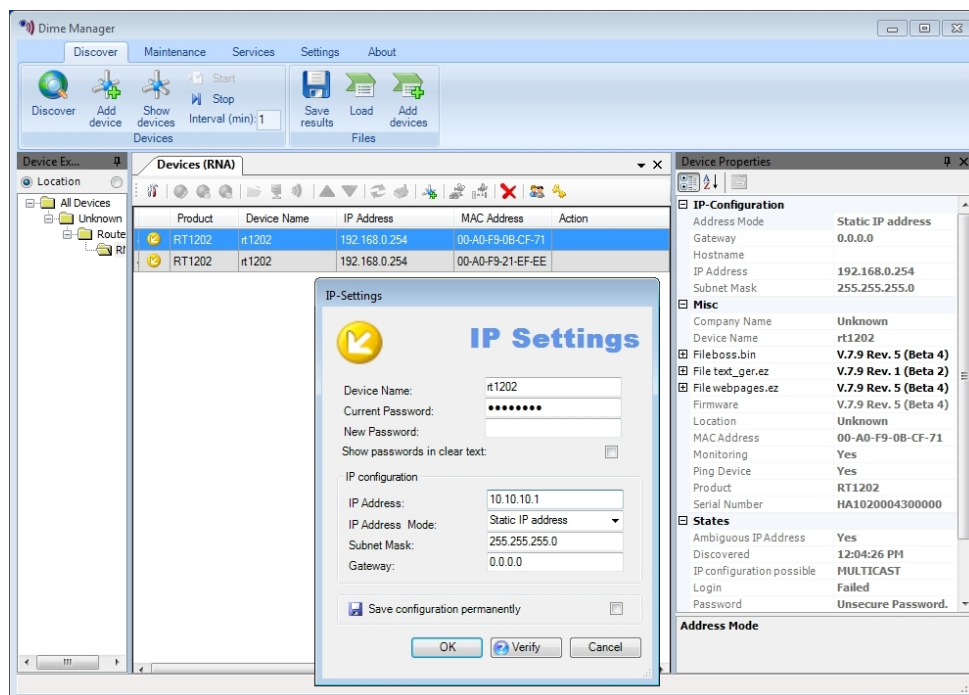 Dime Manager
Discover Maintenance Services Settings About
Discover
Add device
Show devices
Start
Stop
Interval (min): 1
Devices
Save results
Load
Add devices
Files
Device Ex...
Location
All Devices
Unknown
Route
Devices (RNA)
Product Device Name IP Address MAC Address Action
RT1202 rt1202 192.168.0.254 00-A0-F9-0B-CF-71
RT1202 rt1202 192.168.0.254 00-A0-F9-21-EF-EE
IP-Settings
IP Settings
Device Name: rt1202
Current Password: ••••••••
New Password:
Show passwords in clear text:
IP configuration
IP Address: 10.10.10.1
IP Address Mode: Static IP address
Subnet Mask: 255.255.255.0
Gateway: 0.0.0.0
Save configuration permanently
OK Verify Cancel
Device Properties
IP-Configuration
Address Mode Static IP address
Gateway 0.0.0.0
Hostname
IP Address 192.168.0.254
Subnet Mask 255.255.255.0
Misc
Company Name Unknown
Device Name rt1202
File boss.bin V.7.9 Rev. 5 (Beta 4)
File text_ger.ez V.7.9 Rev. 1 (Beta 2)
File webpages.ez V.7.9 Rev. 5 (Beta 4)
Firmware V.7.9 Rev. 5 (Beta 4)
Location Unknown
MAC Address 00-A0-F9-0B-CF-71
Monitoring Yes
Ping Device Yes
Product RT1202
Serial Number HA1020004300000
States
Ambiguous IP Address Yes
Discovered 12:04:26 PM
IP configuration possible MULTICAST
Login Failed
Password Unsecure Password.
Address Mode